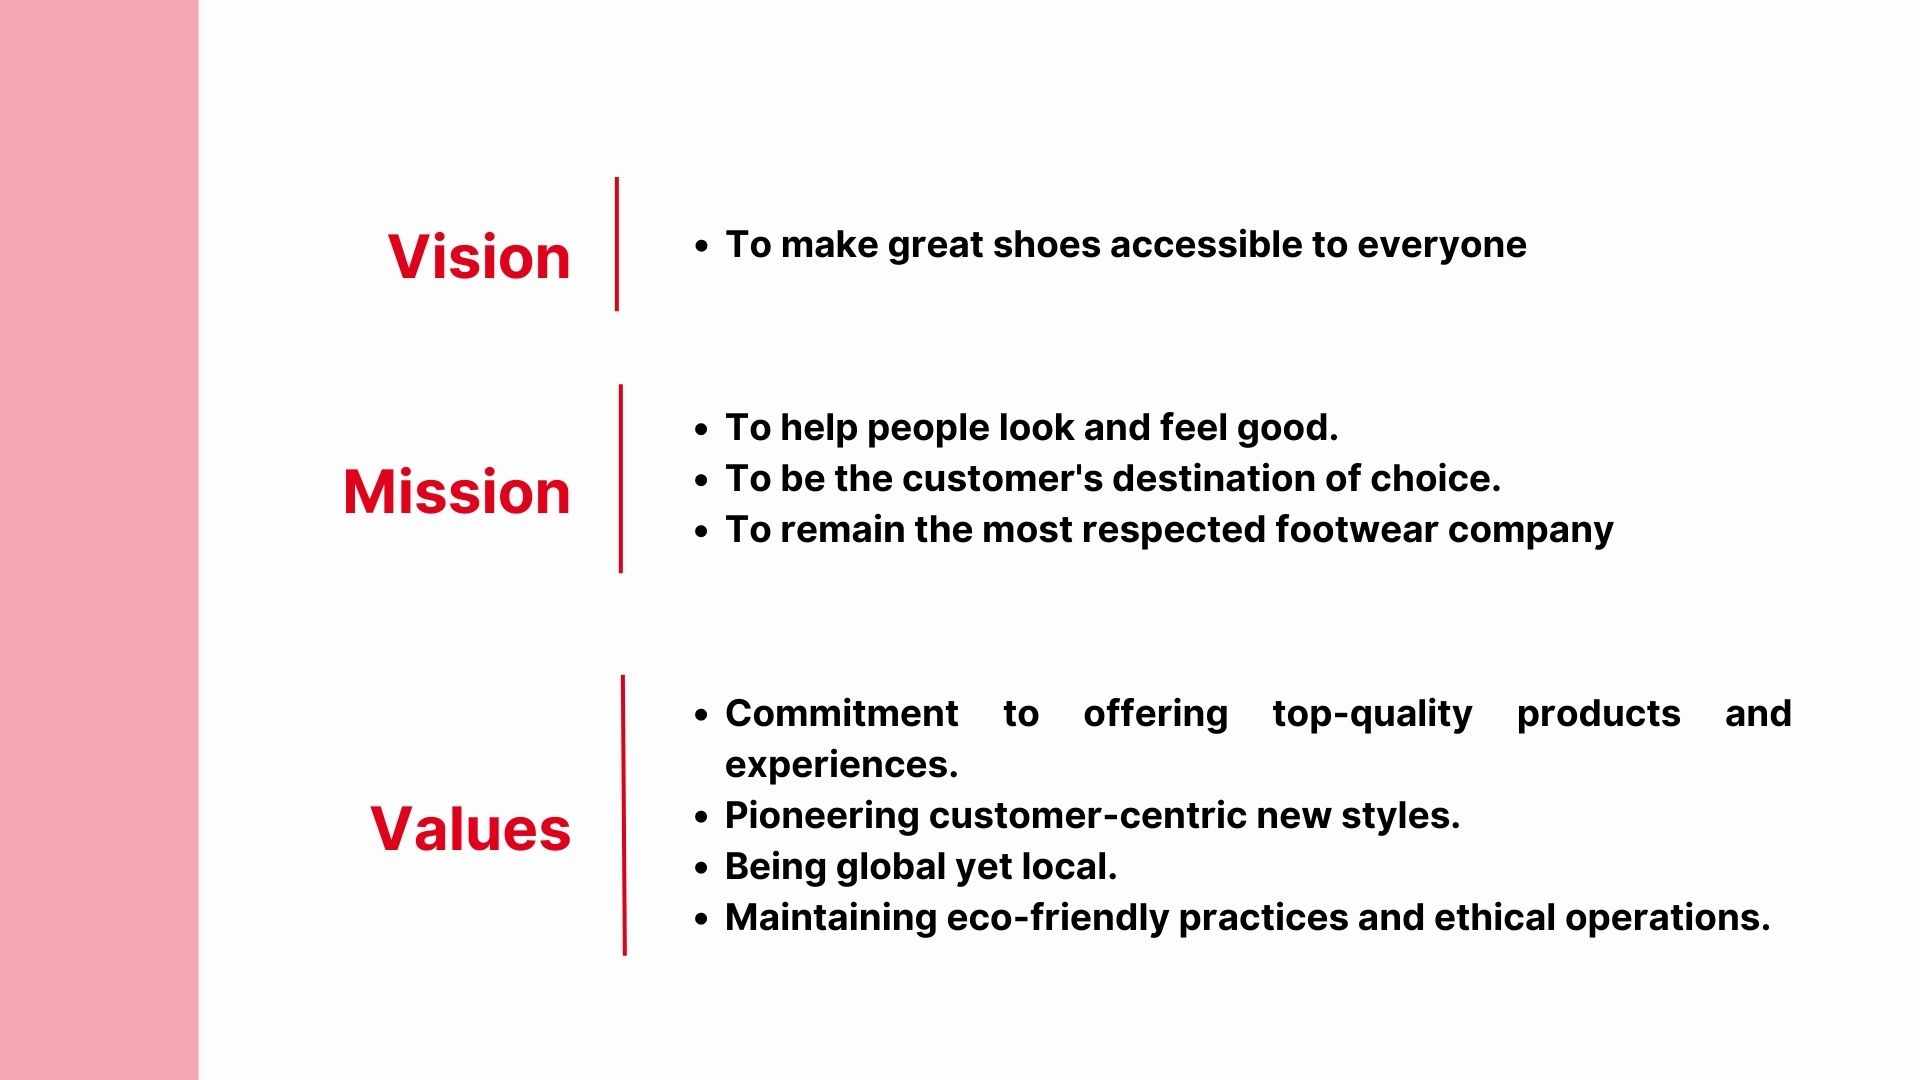 Vision
• To make great shoes accessible to everyone
Mission
• To help people look and feel good.
• To be the customer's destination of choice.
• To remain the most respected footwear company
Values
• Commitment to offering top-quality products and
experiences.
• Pioneering customer-centric new styles.
• Being global yet local.
• Maintaining eco-friendly practices and ethical operations.